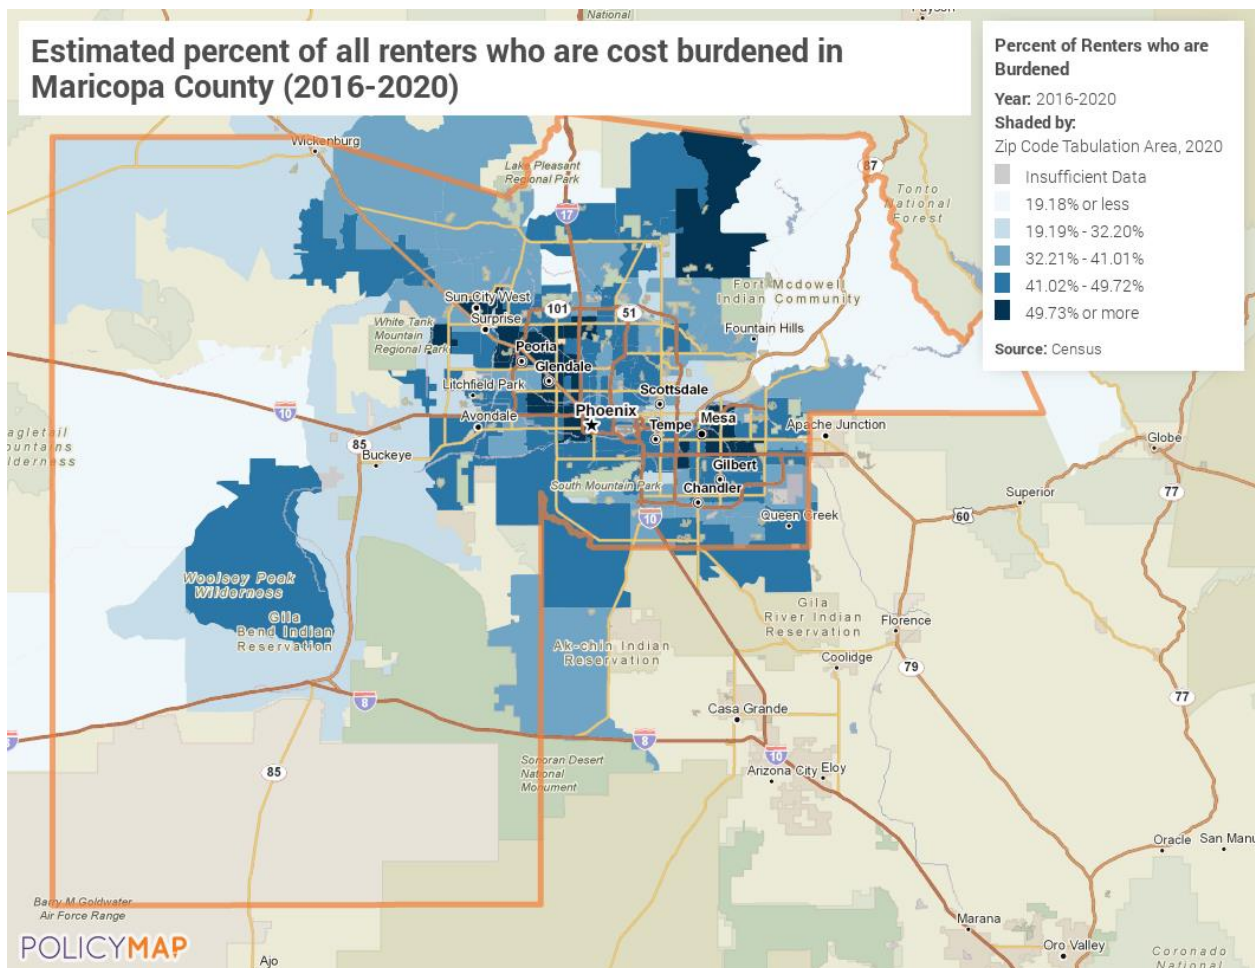 National
Estimated percent of all renters who are cost burdened in
Maricopa County (2016-2020)
Percent of Renters who are
Burdened
Year: 2016-2020
Shaded by:
Zip Code Tabulation Area, 2020
Insufficient Data
19.18% or less
19.19% - 32.20%
32.21% - 41.01%
41.02% - 49.72%
49.73% or more
Source: Census
Wickenburg
Lake Pleasant
Regional Park
87
Tonto
National
Forest
17
Sun City West
101
51
Fort Mcdowell
Indian Community
White Tank
Mountain
Regional Park
Surprise
Fountain Hills
Peoria
Glendale
Litchfield Park
Scottsdale
10
Avondale
Phoenix
Tempe
Mesa
Apache Junction
85
Buckeye
Globe
Gilbert
South Mountain Park
Chandler
Superior
77
10
Queen Creek
60
Woolsey Peak
Wilderness
Gila
Bend Indian
Reservation
Gila
River Indian
Reservation
Florence
Ak-chin Indian
Reservation
Coolidge
79
77
8
Casa Grande
8
10
85
Sonoran Desert
National
Monument
Arizona City
Eloy
Oracle
San Manu
Barry M Goldwater
Air Force Range
Marana
POLICYMAP
Ajo
Oro Valley
Coronado
National